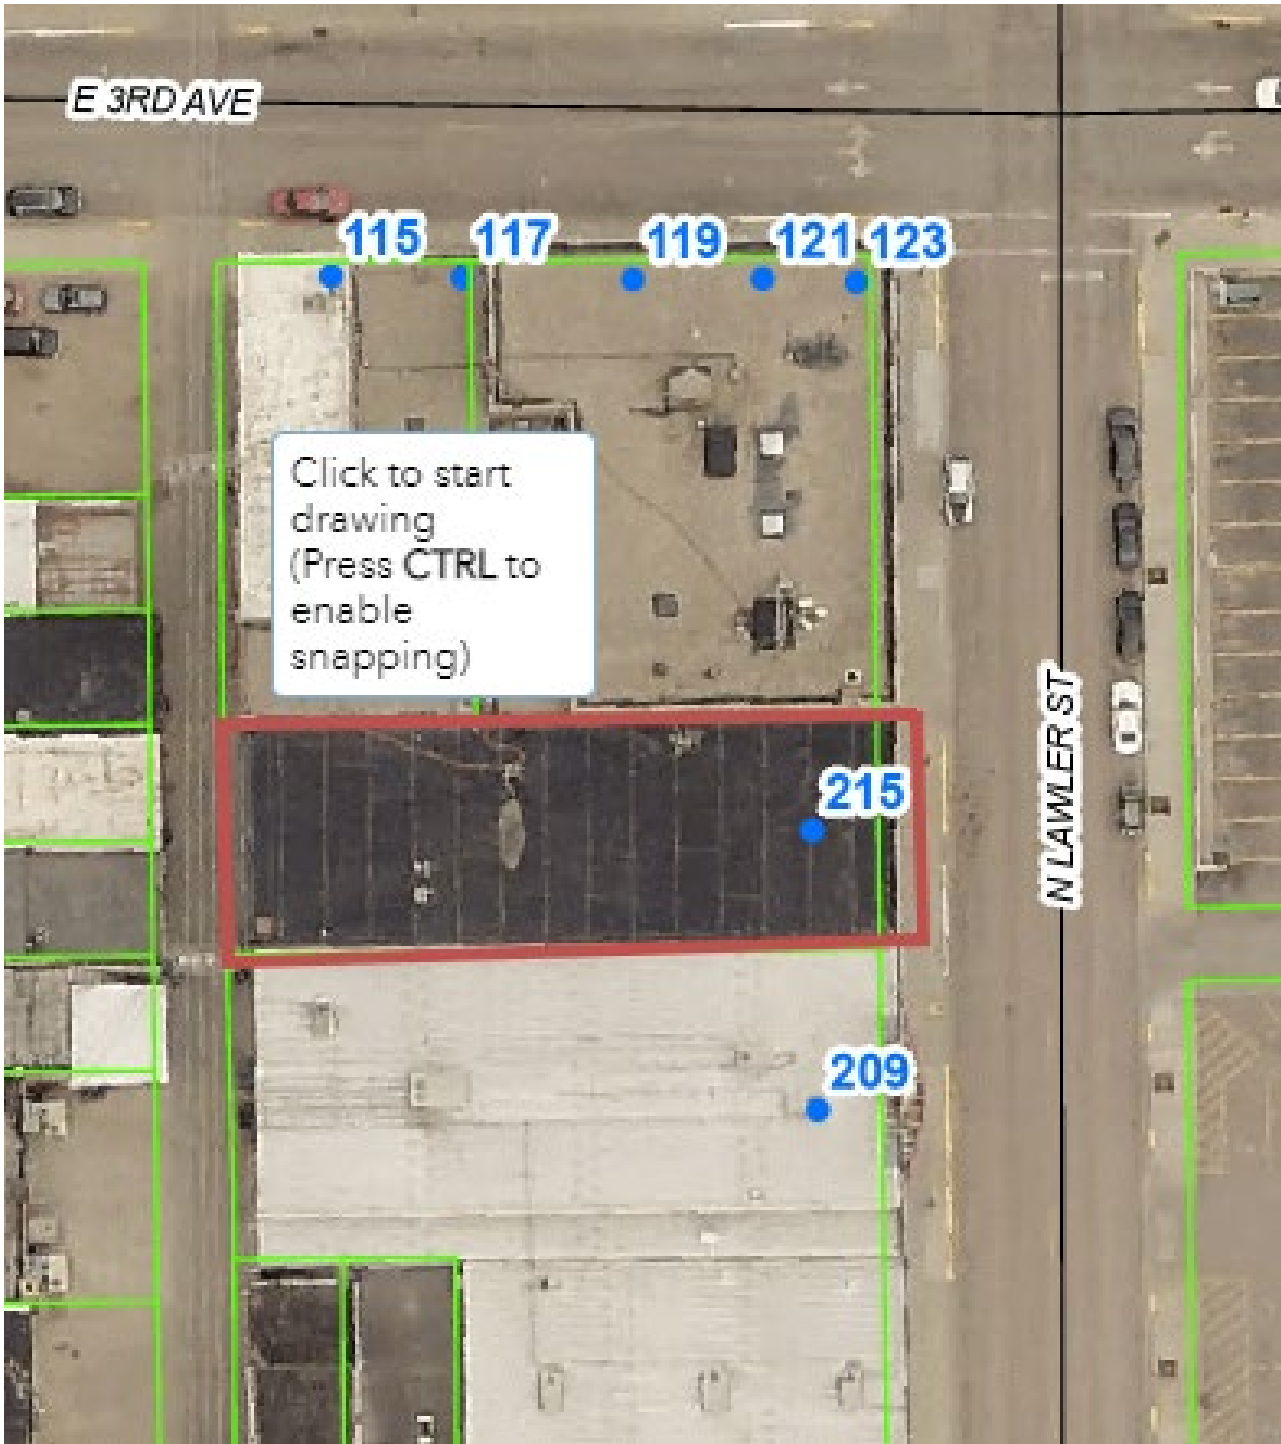 E 3RD AVE
115 117 119 121 123
Click to start
drawing
(Press CTRL to
enable
snapping)
215
N LAWLER ST
209